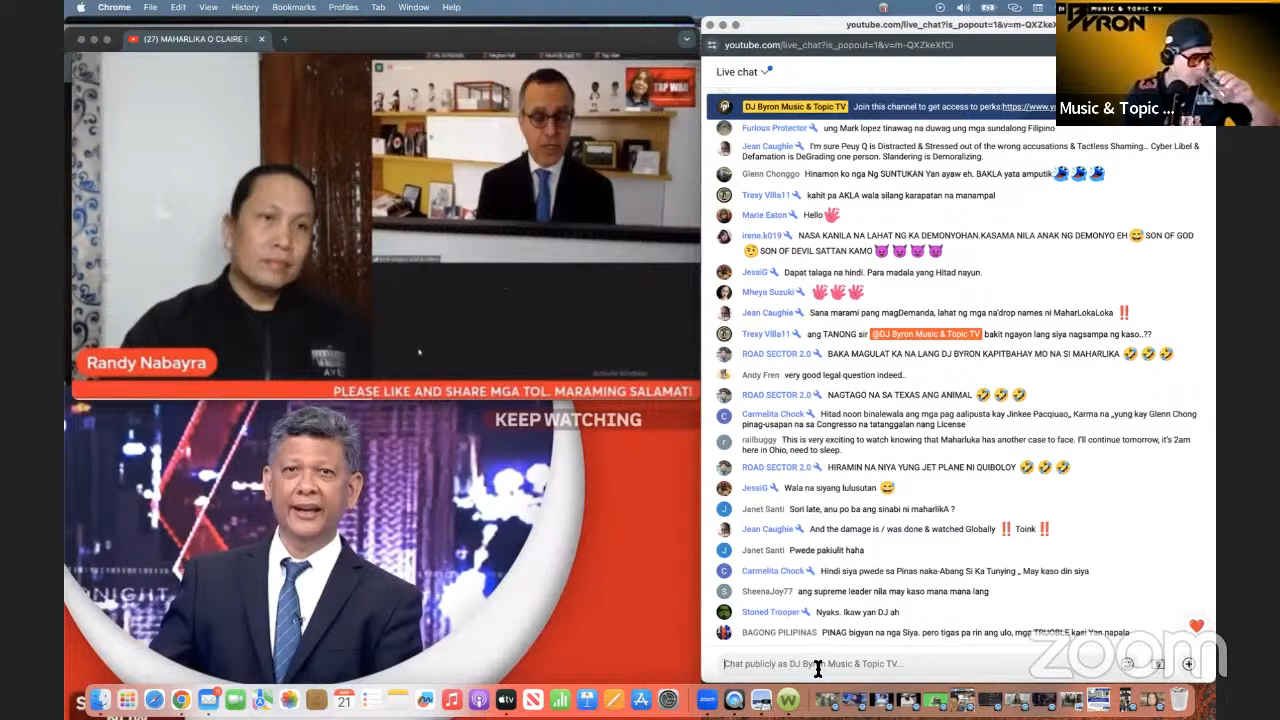 Chrome File Edit View History Bookmarks Profiles Tab Window Help
(27) MAHARLIKA O CLAIRE E
youtube.com/live_chat?is_popout=1&v=m-QXZkeX
youtube.com/live_chat?is_popout=1&v=m-QXZkeXfCI
Live chat
MUSIC & TOPIC TV
BYRON
Music & Topic ...
TAP WAR
DJ Byron Music & Topic TV Join this channel to get access to perks:
Furious Protector ung Mark lopez tinawag na duwag ung mga sundalong Filipino
Jean Caughie I'm sure Peuy Q is Distracted & Stressed out of the wrong accusations & Tactless Shaming... Cyber Libel &
Defamation is DeGrading one person. Slandering is Demoralizing.
Glenn Chonggo Hinamon ko nga Ng SUNTUKAN Yan ayaw eh. BAKLA yata amputik
Trexy Villa11 kahit pa AKLA wala silang karapatan na manampal
Marie Eaton Hello
irene.k019 NASA KANILA NA LAHAT NG KA DEMONYOHAN.KASAMA NILA ANAK NG DEMONYO EH 😅 SON OF GOD
🤨 SON OF DEVIL SATTAN KAMO 😈 😈 😈 😈
JessiG Dapat talaga na hindi. Para madala yang Hitad nayun.
Mheya Suzuki
Jean Caughie Sana marami pang magDemanda, lahat ng mga na'drop names ni MaharLokaLoka ‼️
Trexy Villa11 ang TANONG sir @DJ Byron Music & Topic TV bakit ngayon lang siya nagsampa ng kaso..??
ROAD SECTOR 2.0 BAKA MAGULAT KA NA LANG DJ BYRON KAPITBAHAY MO NA SI MAHARLIKA 🤣 🤣 🤣
Andy Fren very good legal question indeed..
ROAD SECTOR 2.0 NAGTAGO NA SA TEXAS ANG ANIMAL 🤣 🤣 🤣
Carmelita Chock Hitad noon binalewala ang mga pag aalipusta kay Jinkee Pacqiuao,, Karma na ,,yung kay Glenn Chong
pinag-usapan na sa Congresso na tatanggalan nang License
railbuggy This is very exciting to watch knowing that Maharluka has another case to face. I'll continue tomorrow, it's 2am
here in Ohio, need to sleep.
ROAD SECTOR 2.0 HIRAMIN NA NIYA YUNG JET PLANE NI QUIBOLOY 🤣 🤣 🤣
JessiG Wala na siyang lulusutan 😅
Janet Santi Sori late, anu po ba ang sinabi ni maharlikA ?
Jean Caughie And the damage is / was done & watched Globally ‼️ Toink ‼️
Janet Santi Pwede pakiulit haha
Carmelita Chock Hindi siya pwede sa Pinas naka-Abang Si Ka Tunying ,, May kaso din siya
SheenaJoy77 ang supreme leader nila may kaso mana mana lang
Stoned Trooper Nyaks. Ikaw yan DJ ah
BAGONG PILIPINAS PINAG bigyan na nga Siya. pero tigas pa rin ang ulo, mga TRUOBLE kasi Yan napala
Chat publicly as DJ Byron Music & Topic TV...
zoom
Randy Nabayra
Activate Windows
PLEASE LIKE AND SHARE MGA TOL. MARAMING SALAMAT!
KEEP WATCHING